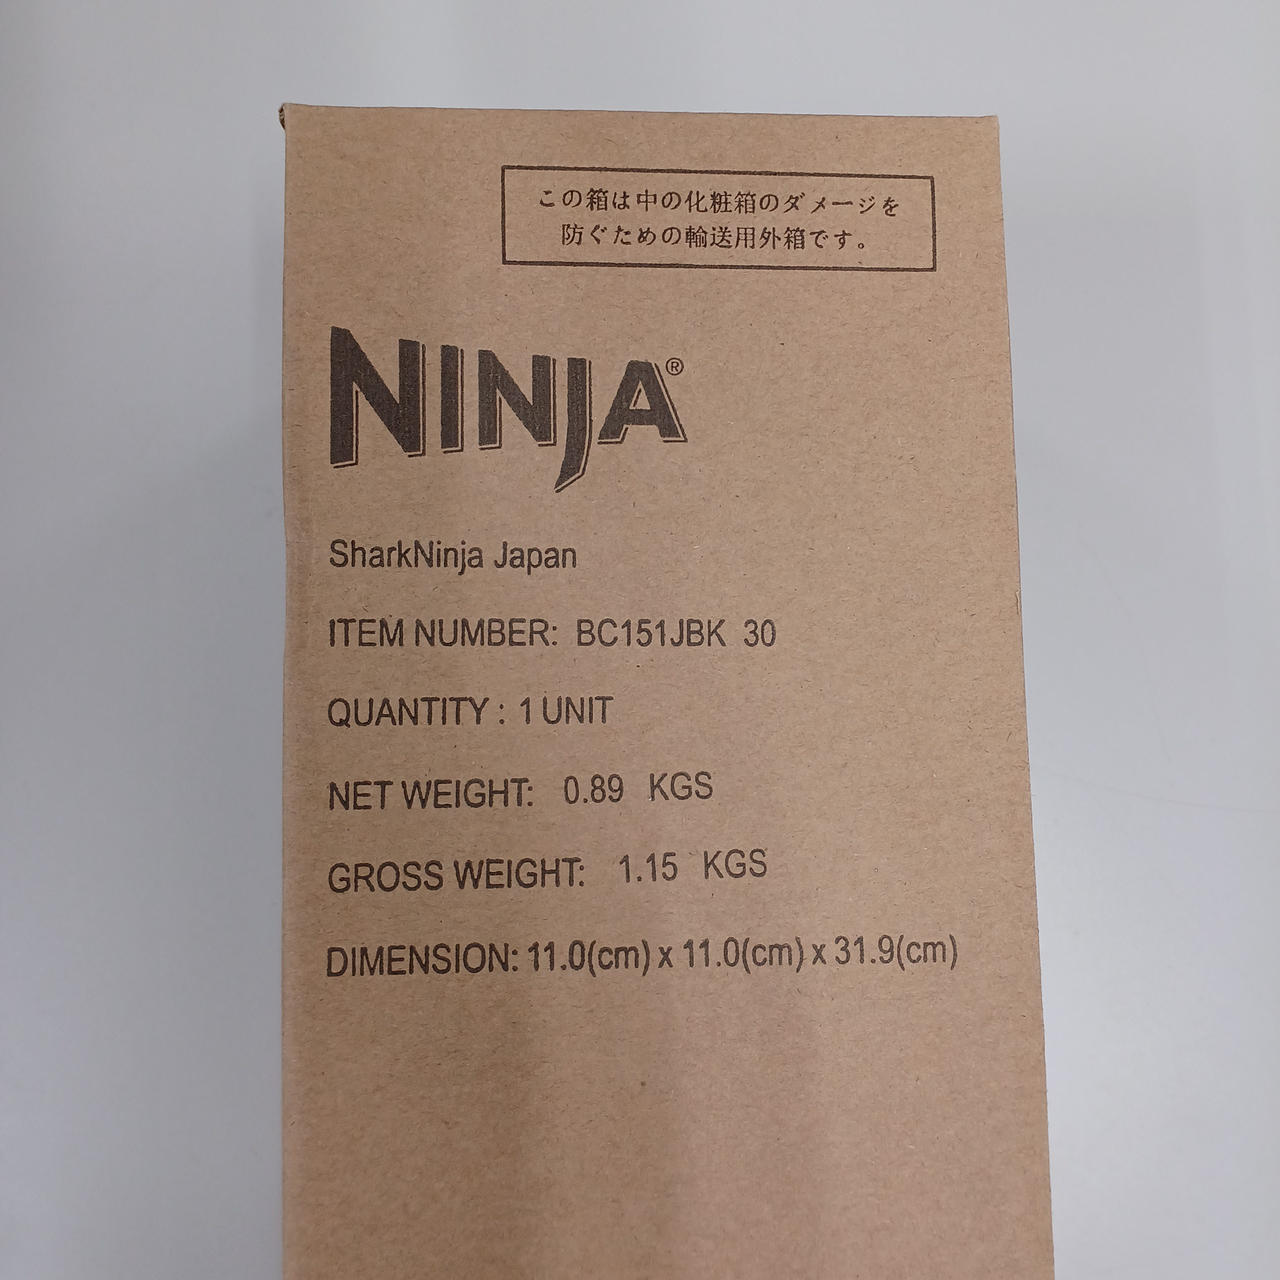 この箱は中の化粧箱のダメージを
防ぐための輸送用外箱です。
NINJA®
SharkNinja Japan
ITEM NUMBER: BC151JBK 30
QUANTITY : 1 UNIT
NET WEIGHT: 0.89 KGS
GROSS WEIGHT: 1.15 KGS
DIMENSION: 11.0(cm) x 11.0(cm) x 31.9(cm)